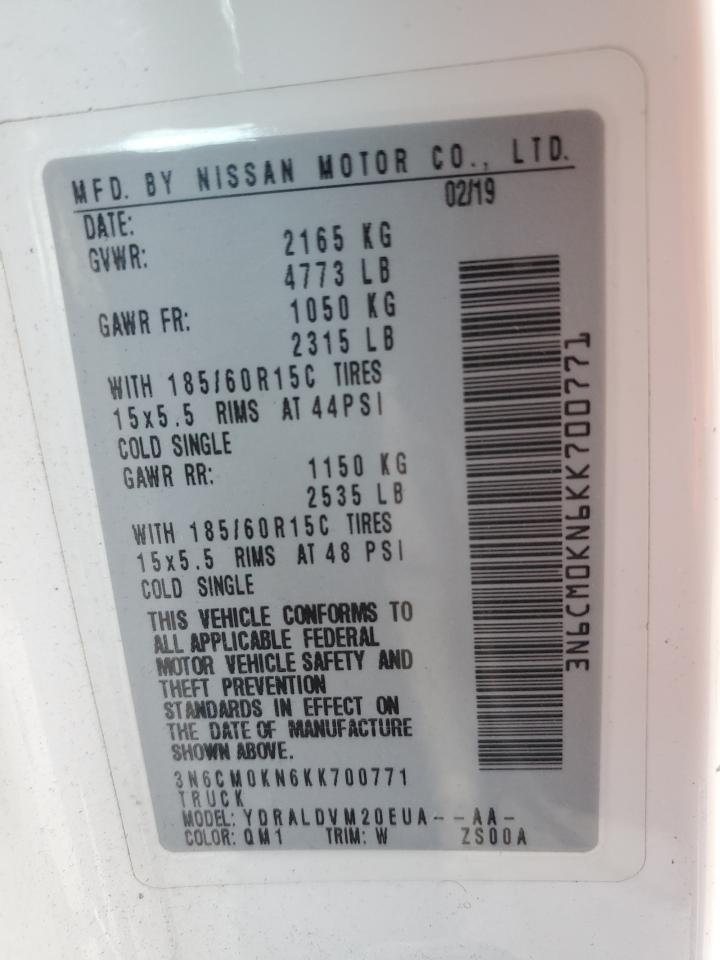 MFD. BY NISSAN MOTOR CO., LTD.
DATE: 02/19
GVWR: 2165 KG
4773 LB
GAWR FR: 1050 KG
2315 LB
WITH 185/60R15C TIRES
15x5.5 RIMS AT 44PSI
COLD SINGLE
GAWR RR: 1150 KG
2535 LB
WITH 185/60R15C TIRES
15x5.5 RIMS AT 48 PSI
COLD SINGLE
THIS VEHICLE CONFORMS TO
ALL APPLICABLE FEDERAL
MOTOR VEHICLE SAFETY AND
THEFT PREVENTION
STANDARDS IN EFFECT ON
THE DATE OF MANUFACTURE
SHOWN ABOVE.
3N6CM0KN6KK700771
TRUCK
MODEL: YDRALDVM20EUA--AA-
COLOR: QM1 TRIM: W ZS00A
3N6CM0KN6KK700771